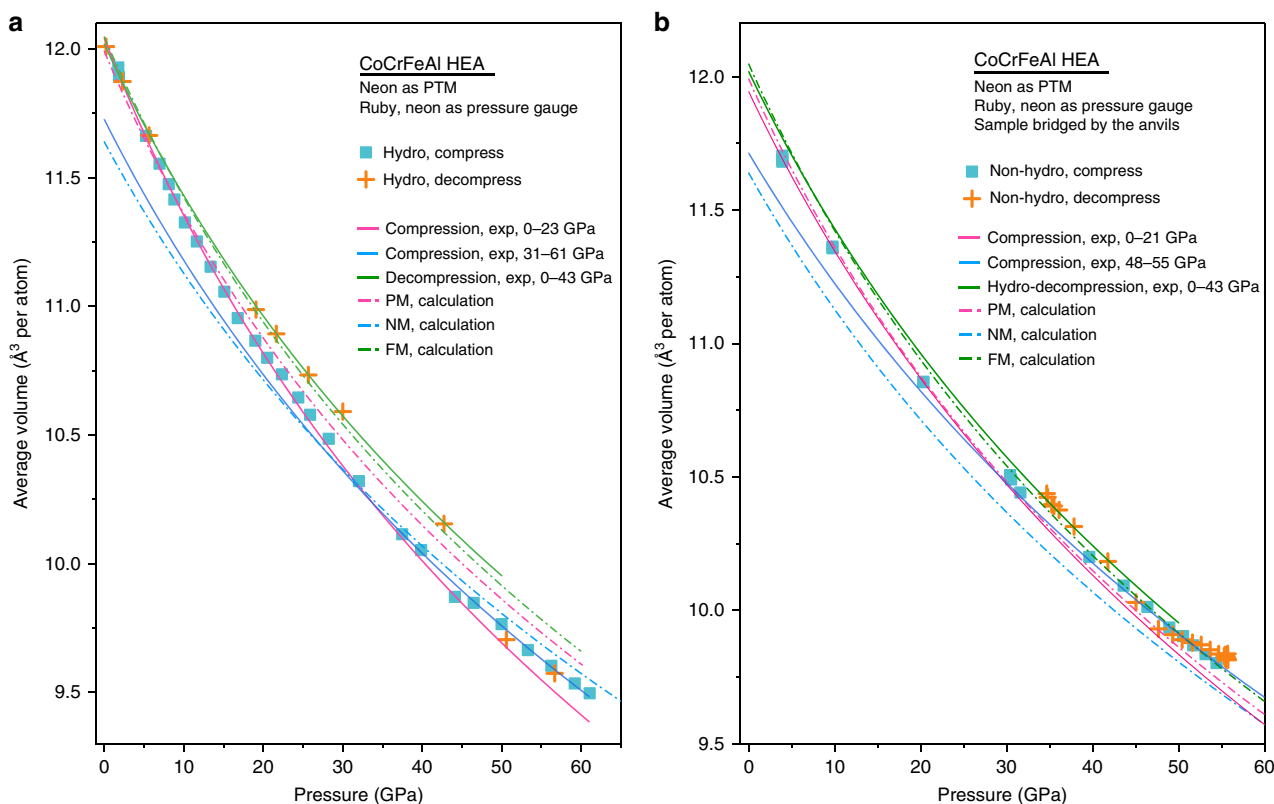 a
CoCrFeAl HEA
Neon as PTM
Ruby, neon as pressure gauge
Hydro, compress
Hydro, decompress
Compression, exp, 0–23 GPa
Compression, exp, 31–61 GPa
Decompression, exp, 0–43 GPa
PM, calculation
NM, calculation
FM, calculation
12.0
11.5
11.0
10.5
10.0
9.5
Average volume (Å3 per atom)
0 10 20 30 40 50 60
Pressure (GPa)
b
CoCrFeAl HEA
Neon as PTM
Ruby, neon as pressure gauge
Sample bridged by the anvils
Non-hydro, compress
Non-hydro, decompress
Compression, exp, 0–21 GPa
Compression, exp, 48–55 GPa
Hydro-decompression, exp, 0–43 GPa
PM, calculation
NM, calculation
FM, calculation
12.0
11.5
11.0
10.5
10.0
9.5
Average volume (Å3 per atom)
0 10 20 30 40 50 60
Pressure (GPa)